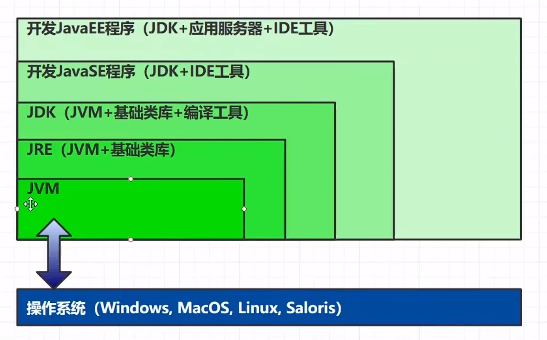 开发JavaEE程序（JDK+应用服务器+IDE工具）
开发JavaSE程序（JDK+IDE工具）
JDK（JVM+基础类库+编译工具）
JRE（JVM+基础类库）
JVM
操作系统（Windows, MacOS, Linux, Saloris）